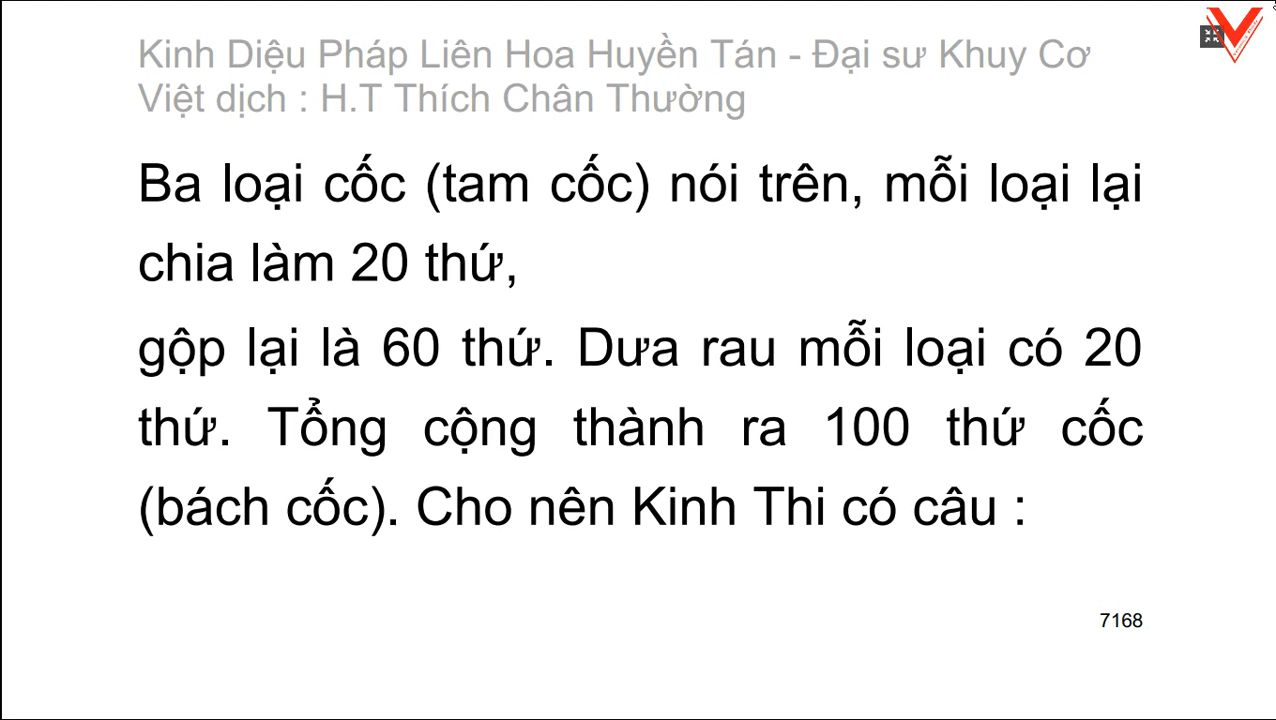 Kinh Diệu Pháp Liên Hoa Huyền Tán - Đại sư Khuy Cơ
Việt dịch : H.T Thích Chân Thường
Ba loại cốc (tam cốc) nói trên, mỗi loại lại
chia làm 20 thứ,
gộp lại là 60 thứ. Dưa rau mỗi loại có 20
thứ. Tổng cộng thành ra 100 thứ cốc
(bách cốc). Cho nên Kinh Thi có câu :
7168